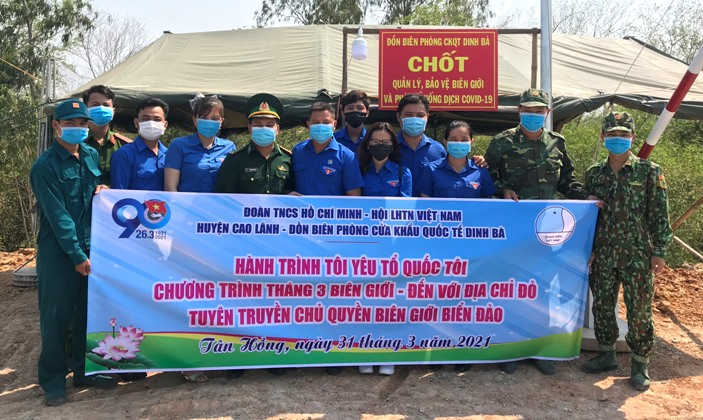 ĐỒN BIÊN PHÒNG CKQT DINH BÀ
CHỐT
QUẢN LÝ, BẢO VỆ BIÊN GIỚI
VÀ PHÒNG CHỐNG DỊCH COVID-19
90
26.3 1931
2021
ĐOÀN TNCS HỒ CHÍ MINH - HỘI LHTN VIỆT NAM
HUYỆN CAO LÃNH - ĐỒN BIÊN PHÒNG CỬA KHẨU QUỐC TẾ DINH BÀ
HÀNH TRÌNH TÔI YÊU TỔ QUỐC TÔI
CHƯƠNG TRÌNH THÁNG 3 BIÊN GIỚI - ĐẾN VỚI ĐỊA CHỈ ĐỎ
TUYÊN TRUYỀN CHỦ QUYỀN BIÊN GIỚI BIỂN ĐẢO
Tân Hồng, ngày 31 tháng 3 năm 2021